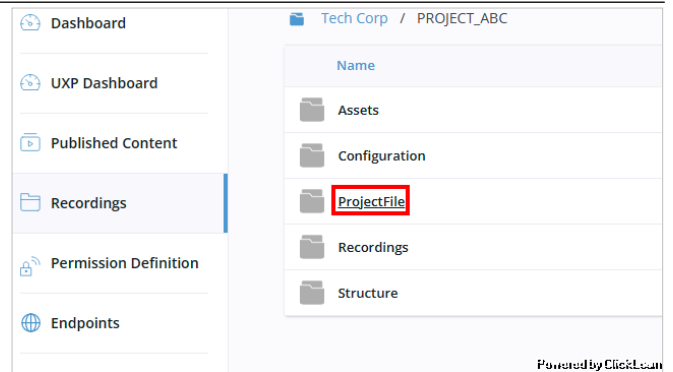 Dashboard
UXP Dashboard
Published Content
Recordings
Permission Definition
Endpoints
Tech Corp / PROJECT_ABC
Name
Assets
Configuration
ProjectFile
Recordings
Structure
Powered by ClickLearn